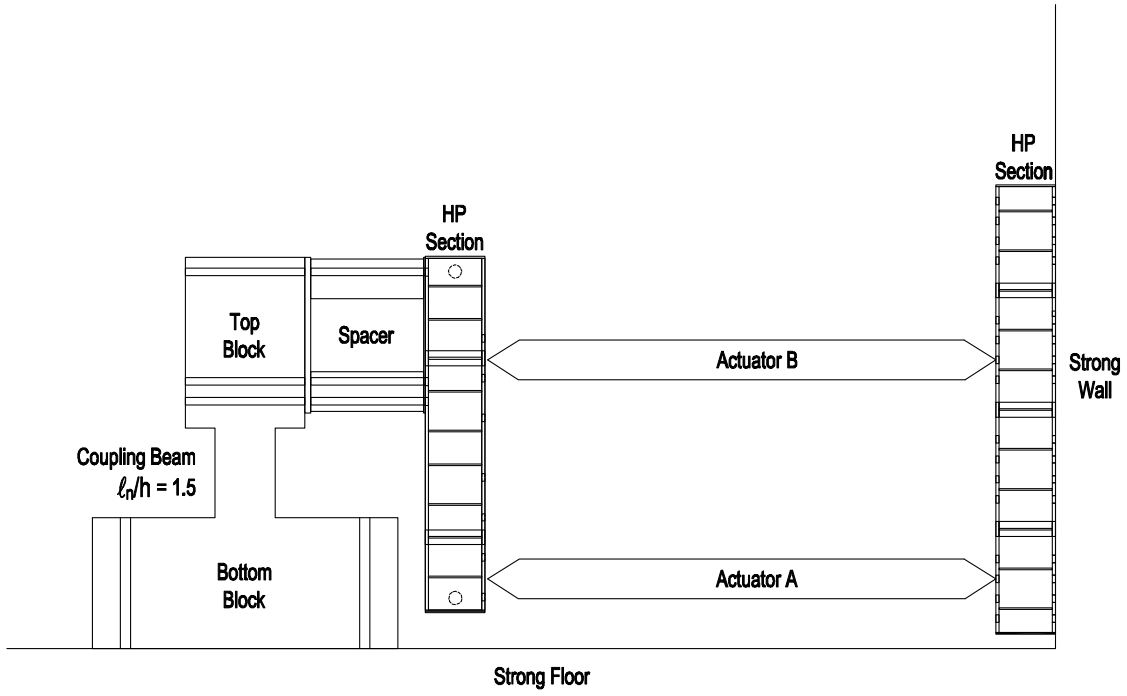 HP
Section
HP
Section
Top
Block
Spacer
Actuator B
Strong
Wall
Coupling Beam
ℓn/h = 1.5
Bottom
Block
Actuator A
Strong Floor